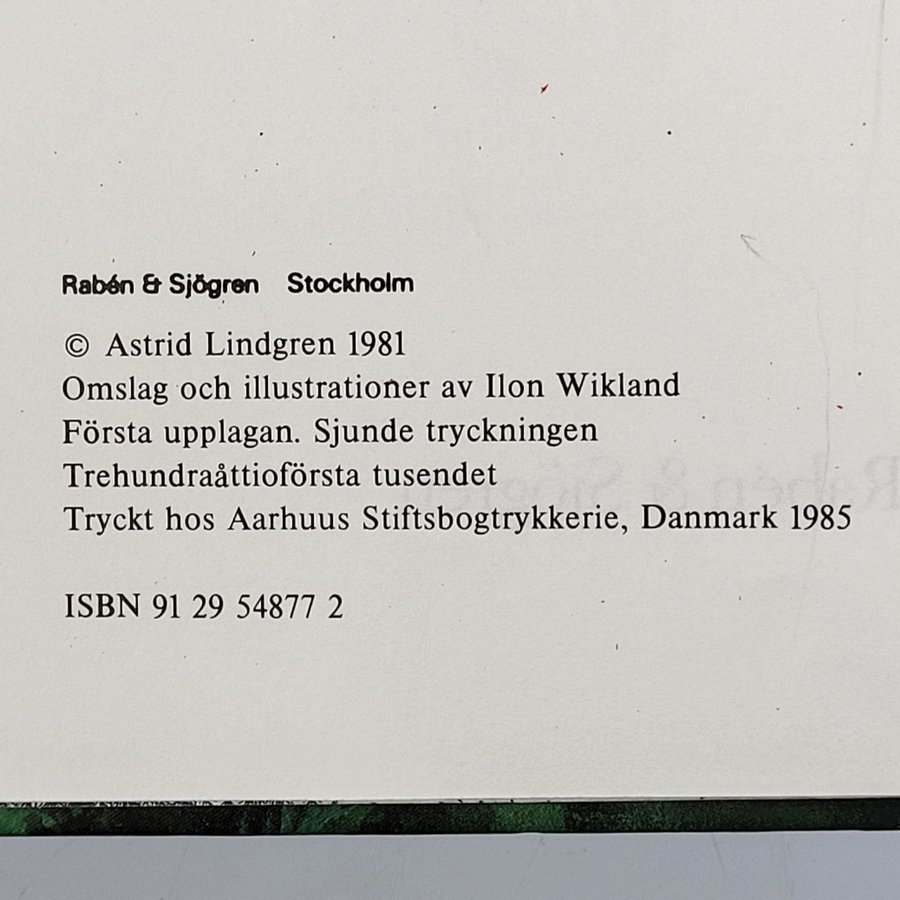 Rabén & Sjögren Stockholm
© Astrid Lindgren 1981
Omslag och illustrationer av Ilon Wikland
Första upplagan. Sjunde tryckningen
Trehundraåttioförsta tusendet
Tryckt hos Aarhuus Stiftsbogtrykkerie, Danmark 1985
ISBN 91 29 54877 2